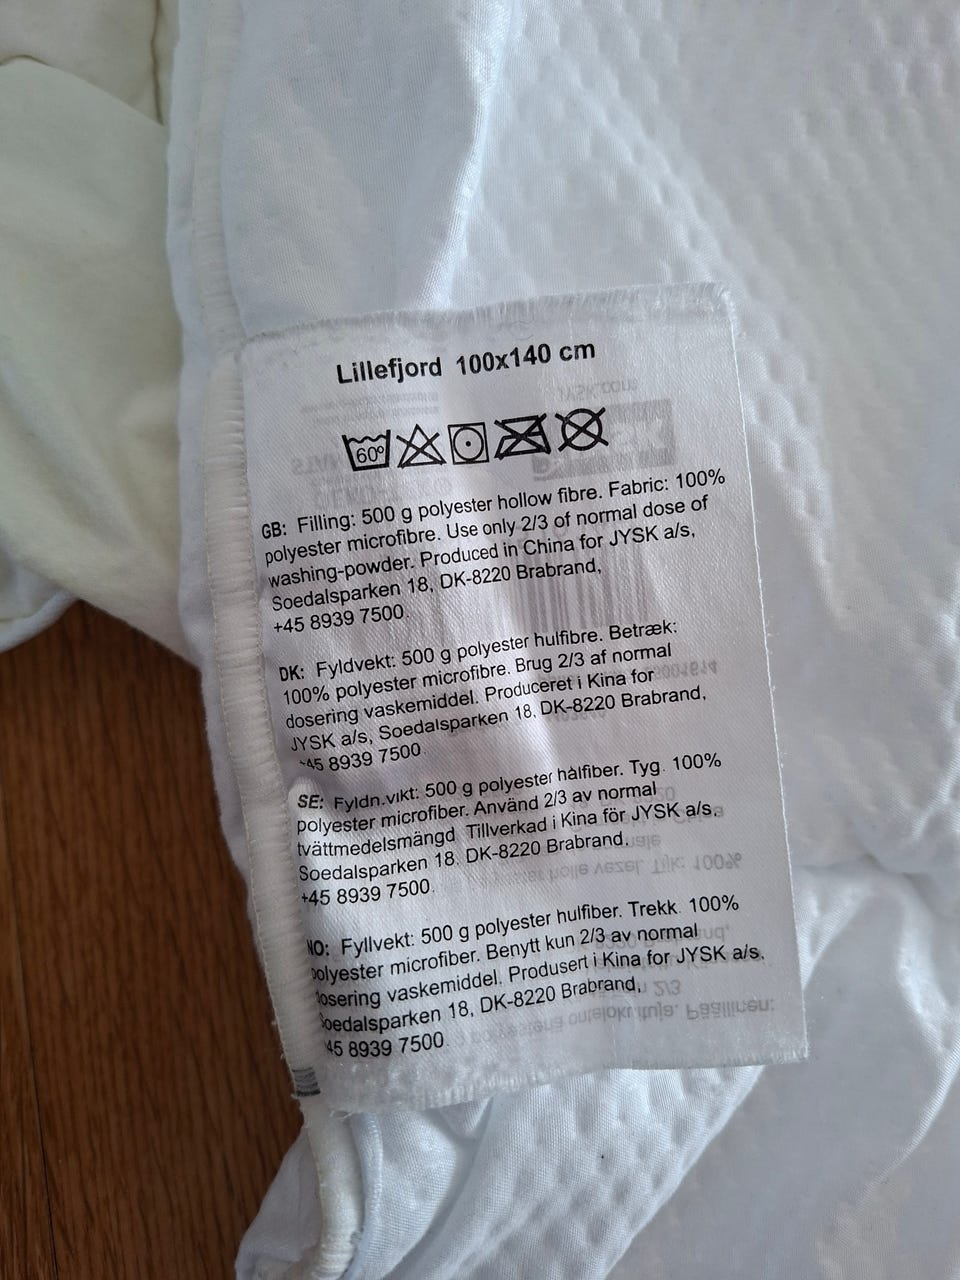 Lillefjord 100x140 cm
60°
GB: Filling: 500 g polyester hollow fibre. Fabric: 100%
polyester microfibre. Use only 2/3 of normal dose of
washing-powder. Produced in China for JYSK a/s,
Soedalsparken 18, DK-8220 Brabrand,
+45 8939 7500.
DK: Fyldvekt: 500 g polyester hulfibre. Betræk:
100% polyester microfibre. Brug 2/3 af normal
dosering vaskemiddel. Produceret i Kina for
JYSK a/s, Soedalsparken 18, DK-8220 Brabrand,
+45 8939 7500.
SE: Fyldn.vikt: 500 g polyester hålfiber. Tyg. 100%
polyester microfiber. Använd 2/3 av normal
tvättmedelsmängd. Tillverkad i Kina för JYSK a/s,
Soedalsparken 18, DK-8220 Brabrand,
+45 8939 7500.
NO: Fyllvekt: 500 g polyester hulfiber. Trekk. 100%
polyester microfiber. Benytt kun 2/3 av normal
dosering vaskemiddel. Produsert i Kina for JYSK a/s,
Soedalsparken 18, DK-8220 Brabrand,
+45 8939 7500.